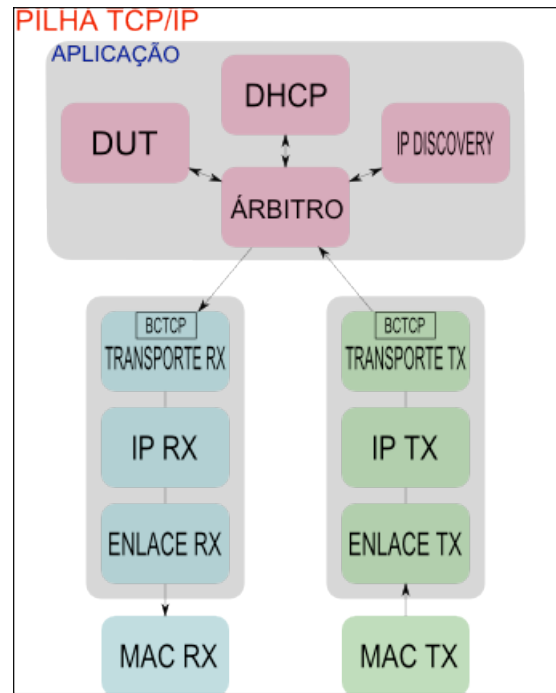 PILHA TCP/IP
APLICAÇÃO
DHCP
DUT
IP DISCOVERY
ÁRBITRO
BCTCP
TRANSPORTE RX
IP RX
ENLACE RX
MAC RX
BCTCP
TRANSPORTE TX
IP TX
ENLACE TX
MAC TX